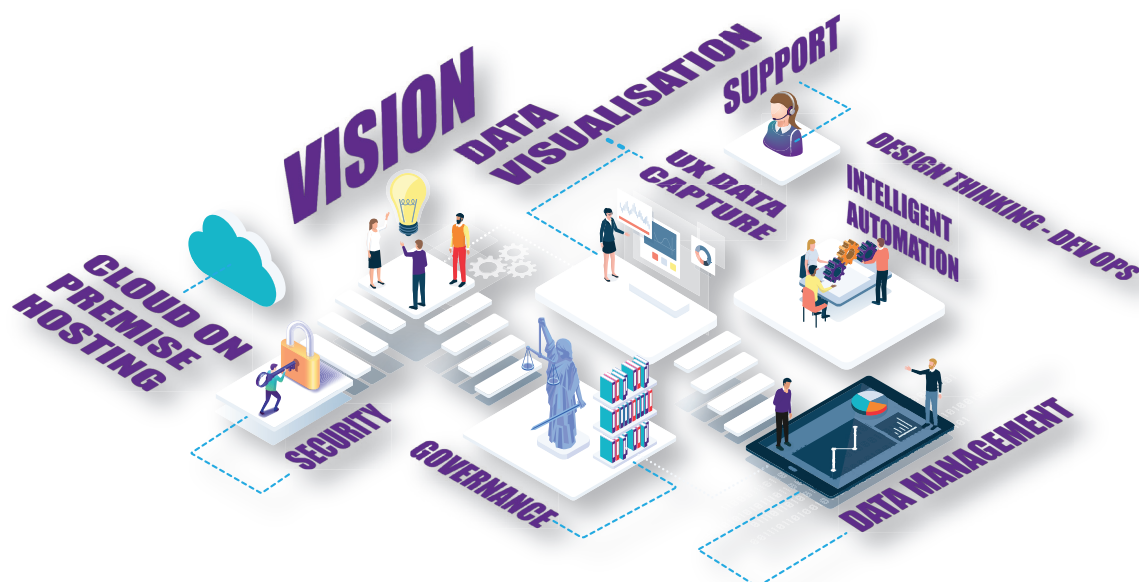 VISION
DATA
VISUALISATION
SUPPORT
UX DATA
CAPTURE
DESIGN THINKING - DEV OPS
INTELLIGENT
AUTOMATION
CLOUD ON
PREMISE
HOSTING
SECURITY
GOVERNANCE
DATA MANAGEMENT